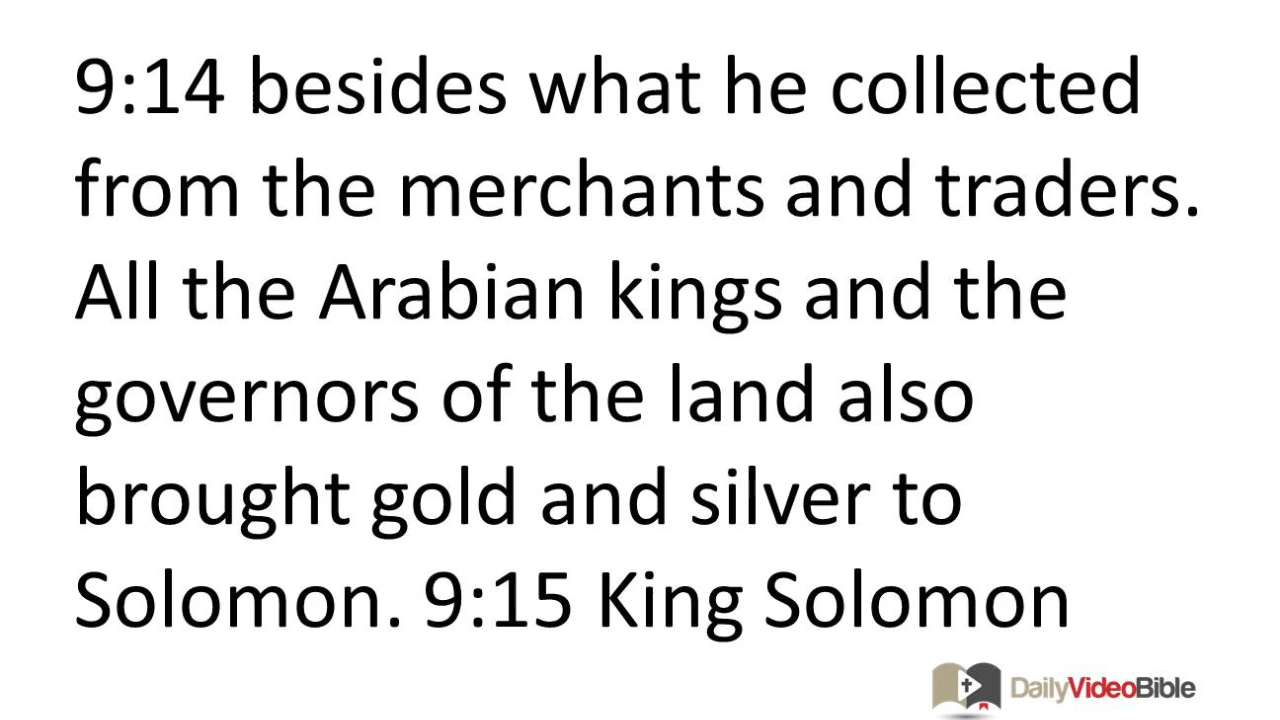 9:14 besides what he collected
from the merchants and traders.
All the Arabian kings and the
governors of the land also
brought gold and silver to
Solomon. 9:15 King Solomon
DailyVideoBible